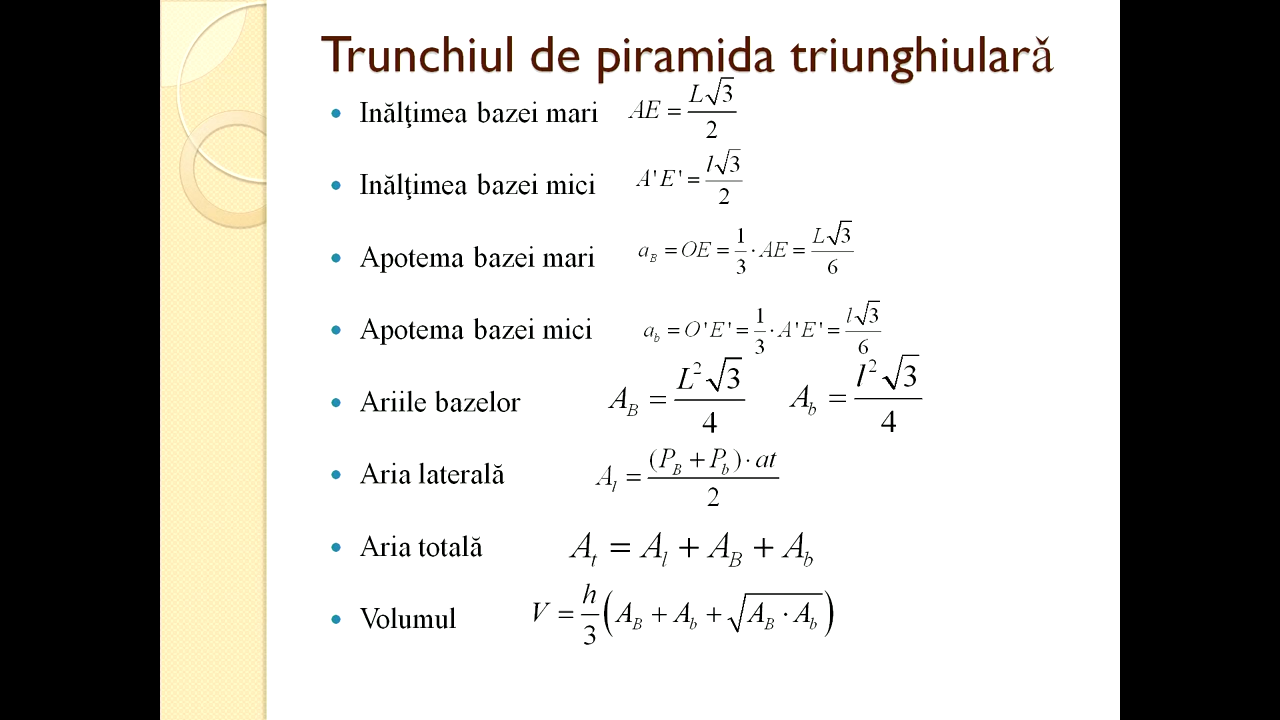 Trunchiul de piramida triunghiulară
• Inălţimea bazei mari AE = L√3/2
• Inălţimea bazei mici A'E' = l√3/2
• Apotema bazei mari a_B = OE = 1/3 · AE = L√3/6
• Apotema bazei mici a_b = O'E' = 1/3 · A'E' = l√3/6
• Ariile bazelor A_B = L²√3/4 A_b = l²√3/4
• Aria laterală A_l = (P_B + P_b) · at/2
• Aria totală A_t = A_l + A_B + A_b
• Volumul V = h/3 (A_B + A_b + √(A_B · A_b))